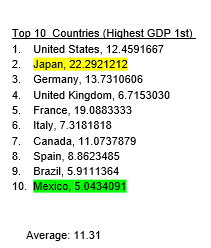 Top 10 Countries (Highest GDP 1st)
1. United States, 12.4591667
2. Japan, 22.2921212
3. Germany, 13.7310606
4. United Kingdom, 6.7153030
5. France, 19.0883333
6. Italy, 7.3181818
7. Canada, 11.0737879
8. Spain, 8.8623485
9. Brazil, 5.9111364
10. Mexico, 5.0434091
Average: 11.31